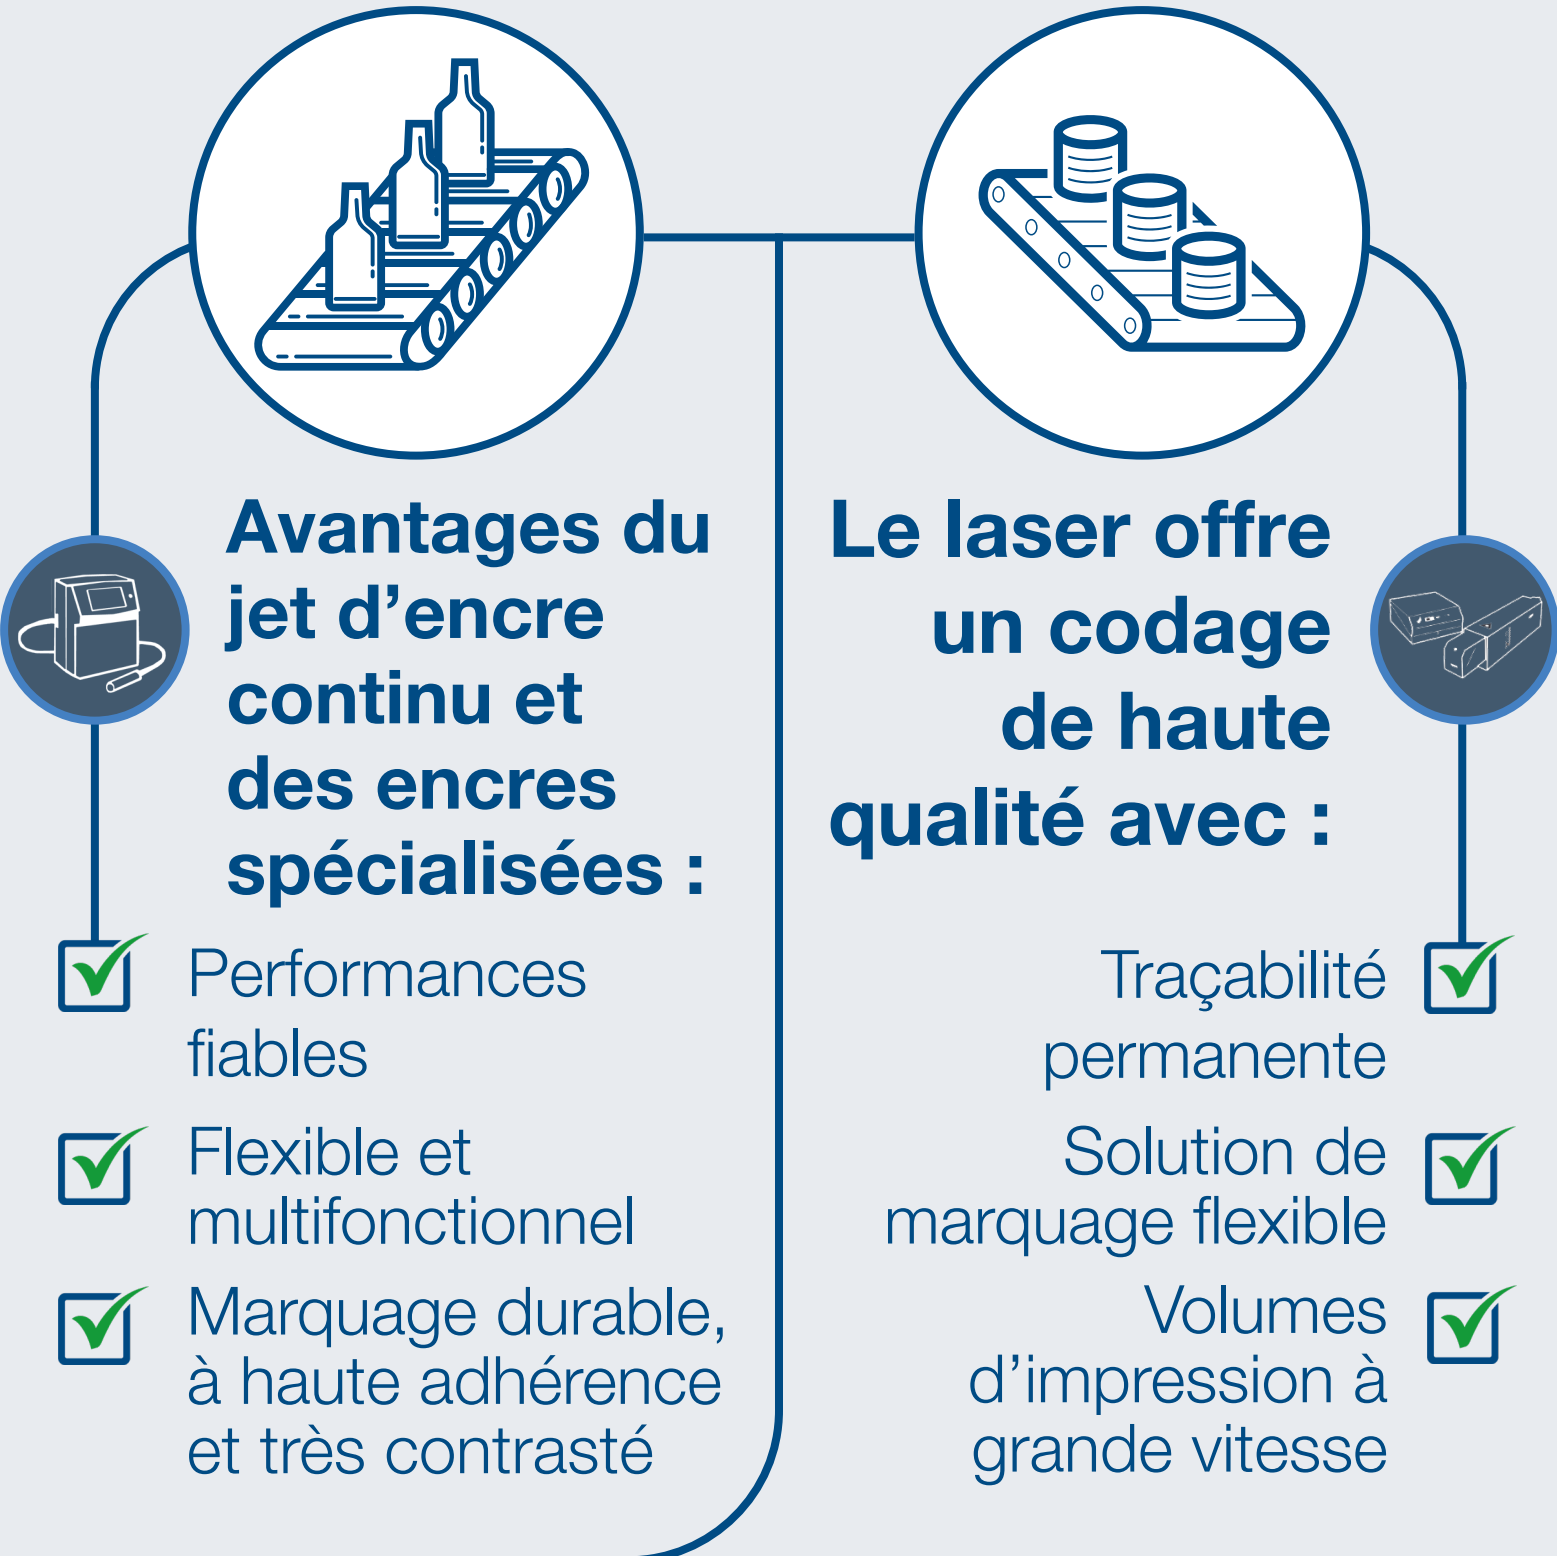 Avantages du
jet d’encre
continu et
des encres
spécialisées :
Performances
fiables
Flexible et
multifonctionnel
Marquage durable,
à haute adhérence
et très contrasté
Le laser offre
un codage
de haute
qualité avec :
Traçabilité
permanente
Solution de
marquage flexible
Volumes
d’impression à
grande vitesse